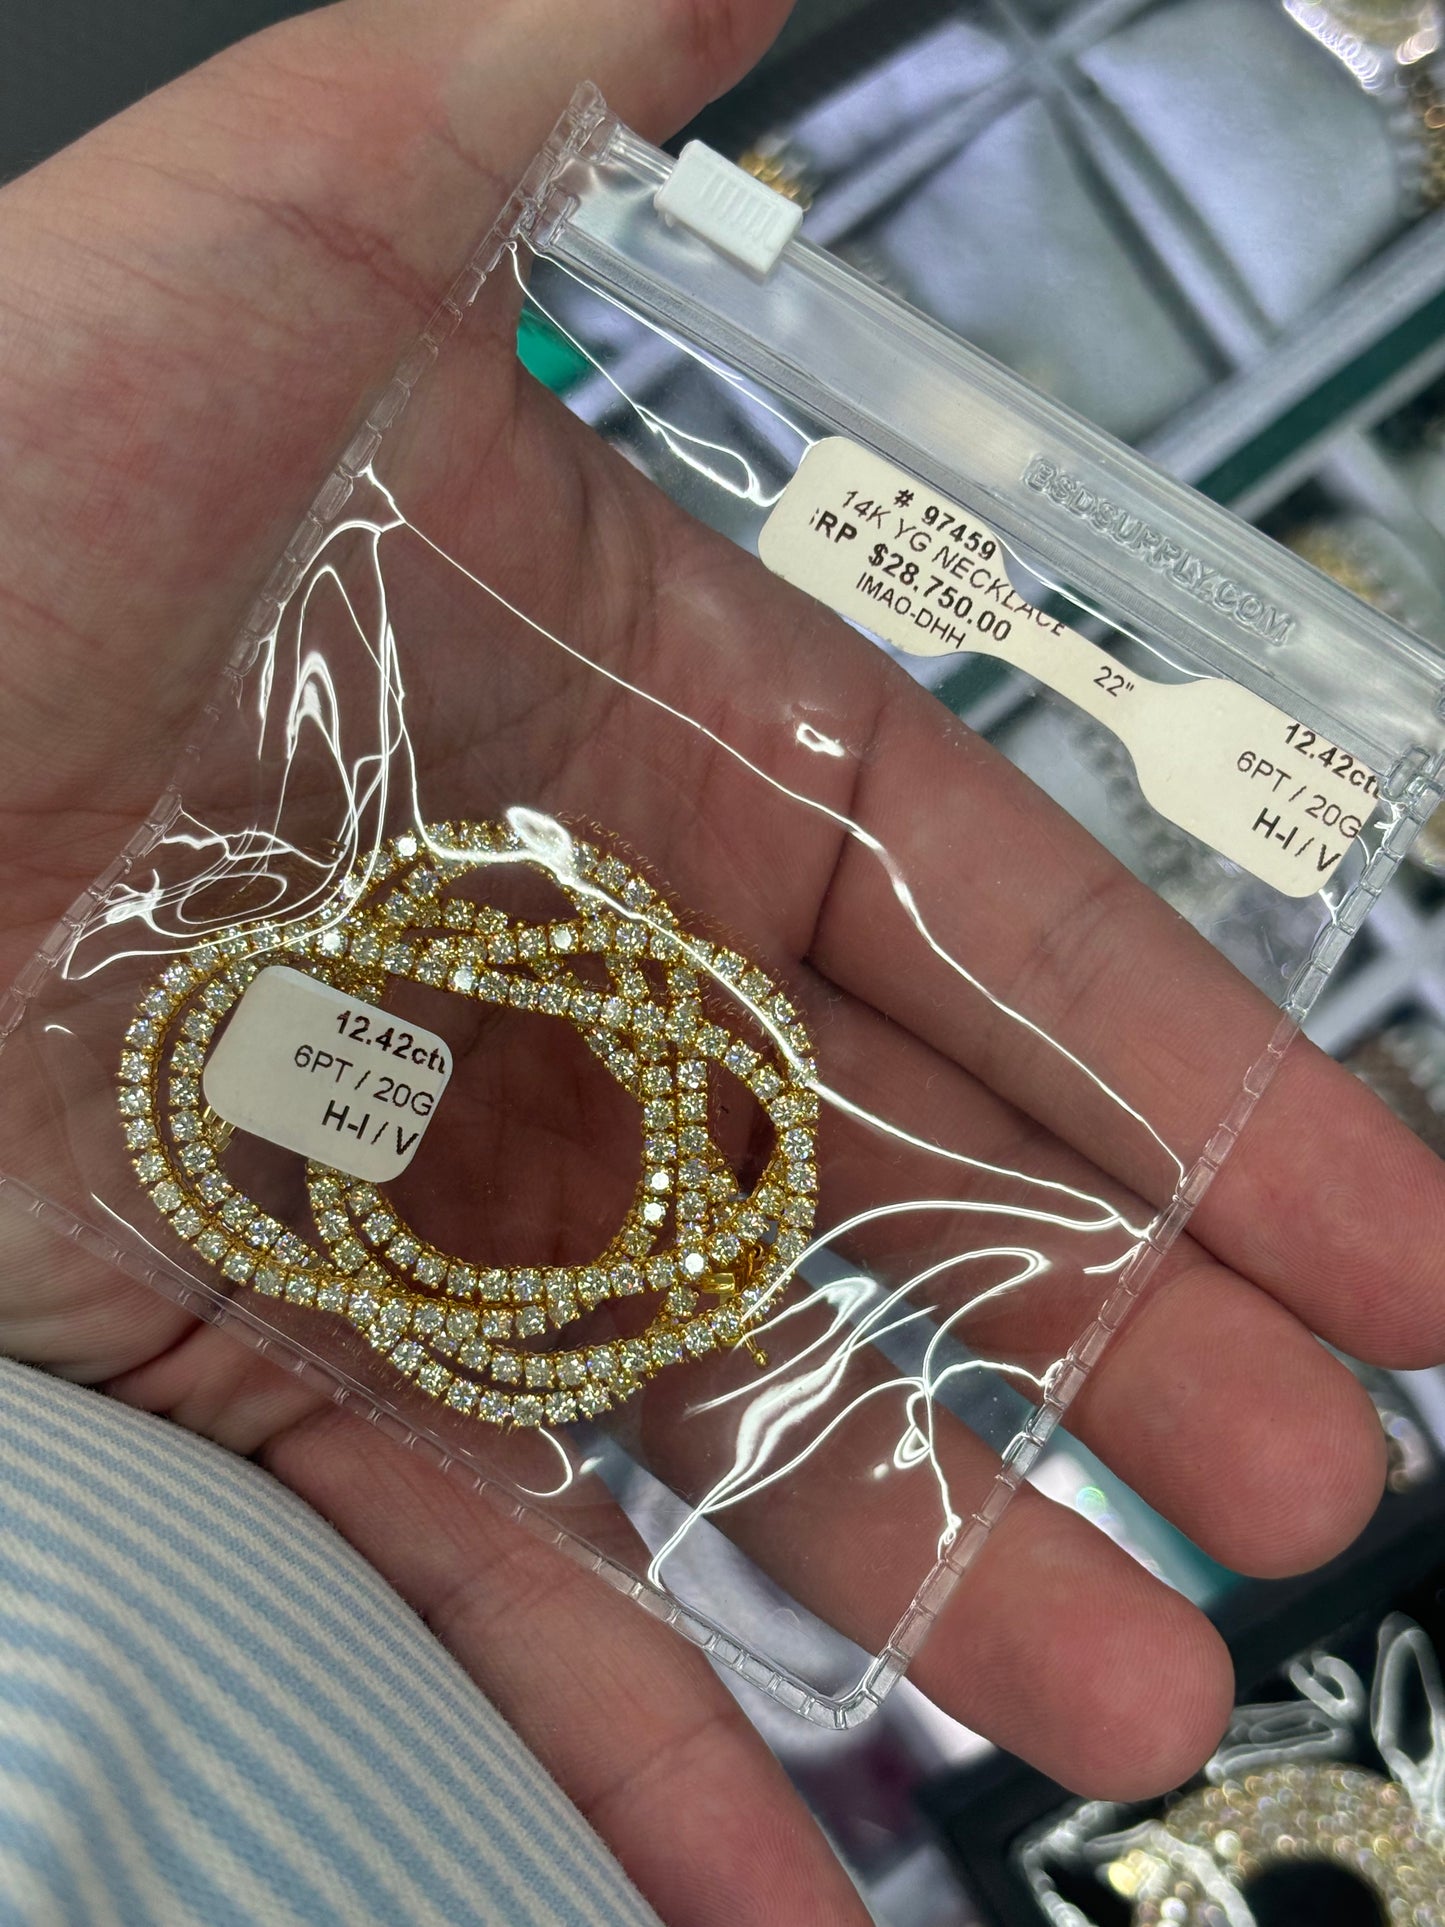 BSDSUPPLY.COM
# 97459
14K YG NECKLACE
RP $28.750.00
IMAO-DHH
22"
12.42ct
6PT / 20G
H-I / V
12.42ct
6PT / 20G
H-I / V